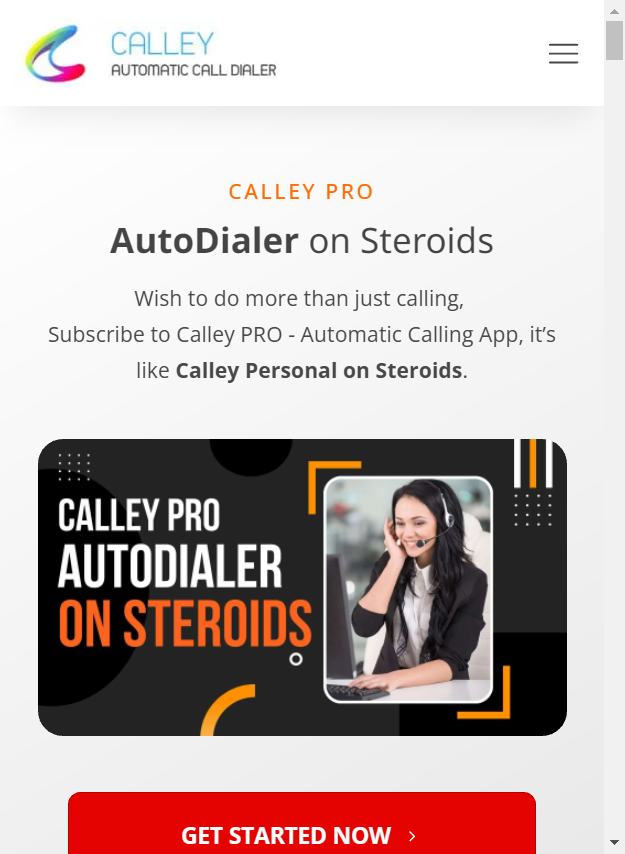 CALLEY
AUTOMATIC CALL DIALER
CALLEY PRO
AutoDialer on Steroids
Wish to do more than just calling,
Subscribe to Calley PRO - Automatic Calling App, it’s
like Calley Personal on Steroids.
CALLEY PRO
AUTODIALER
ON STEROIDS
GET STARTED NOW